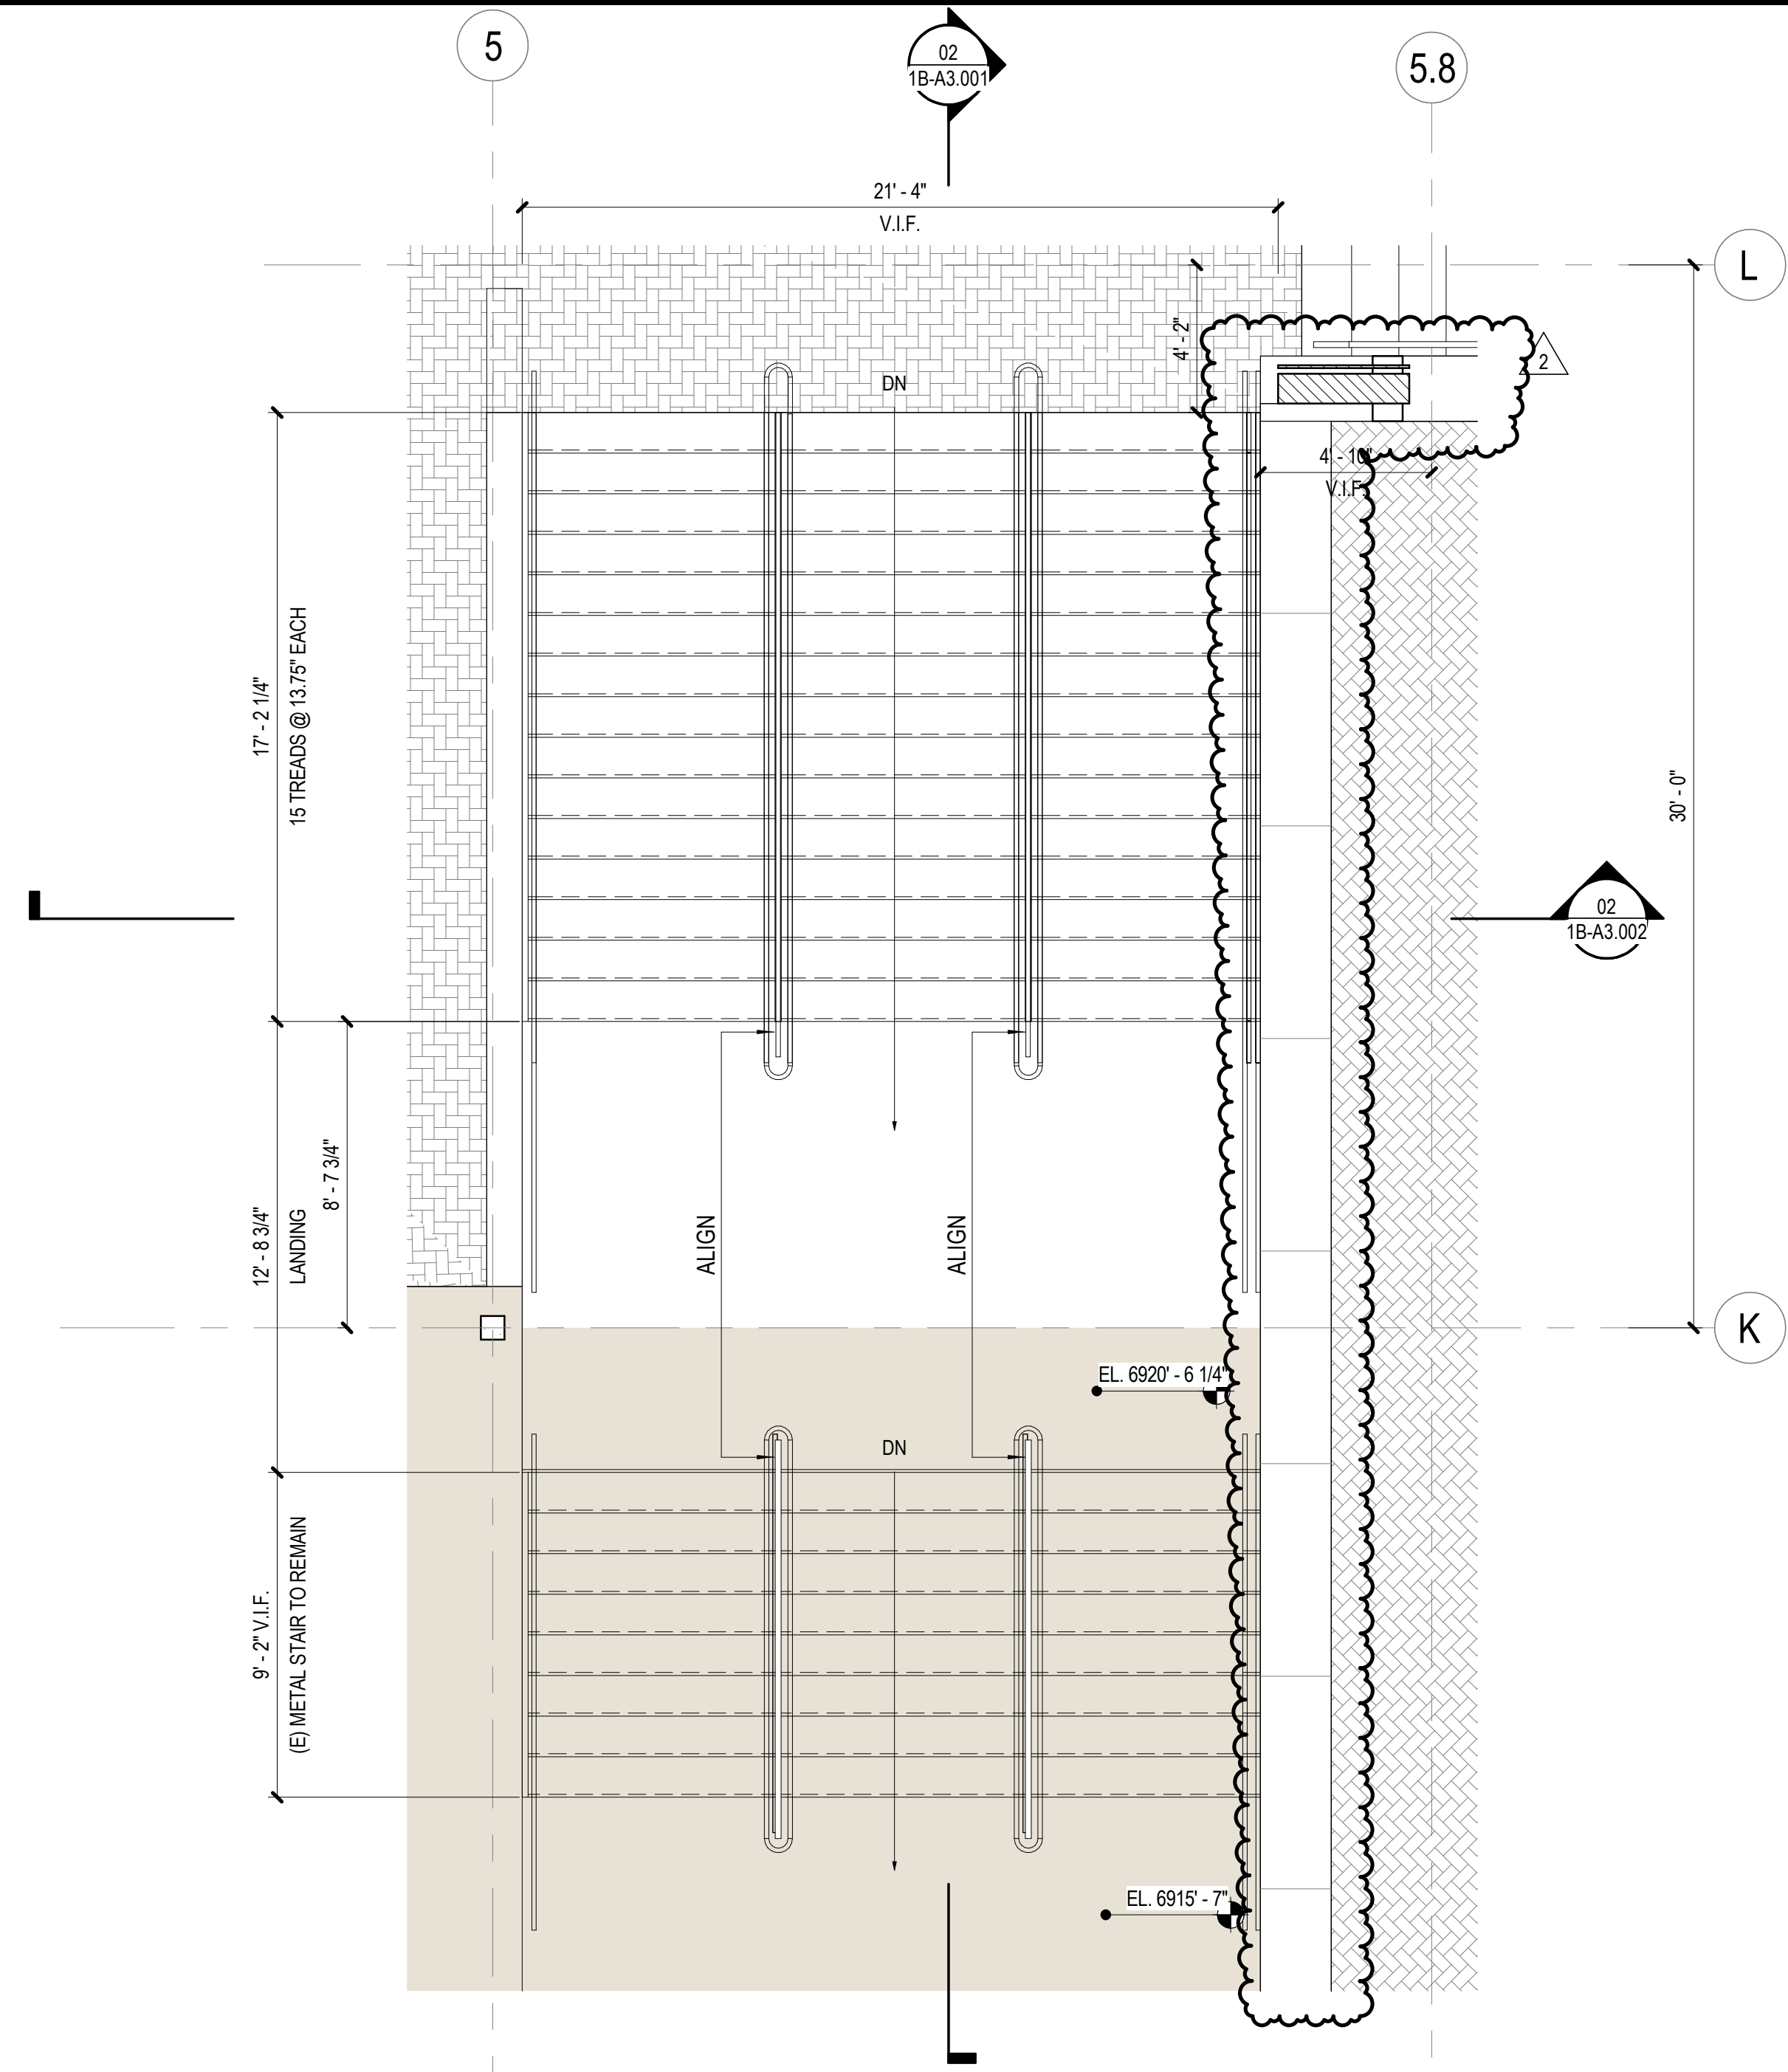 5
02
1B-A3.001
5.8
21' - 4"
V.I.F.
L
4' - 2"
2
DN
4' - 10"
V.I.F.
17' - 2 1/4"
15 TREADS @ 13.75" EACH
30' - 0"
02
1B-A3.002
8' - 7 3/4"
12' - 8 3/4"
LANDING
ALIGN
ALIGN
K
EL. 6920' - 6 1/4"
DN
9' - 2" V.I.F.
(E) METAL STAIR TO REMAIN
EL. 6915' - 7"